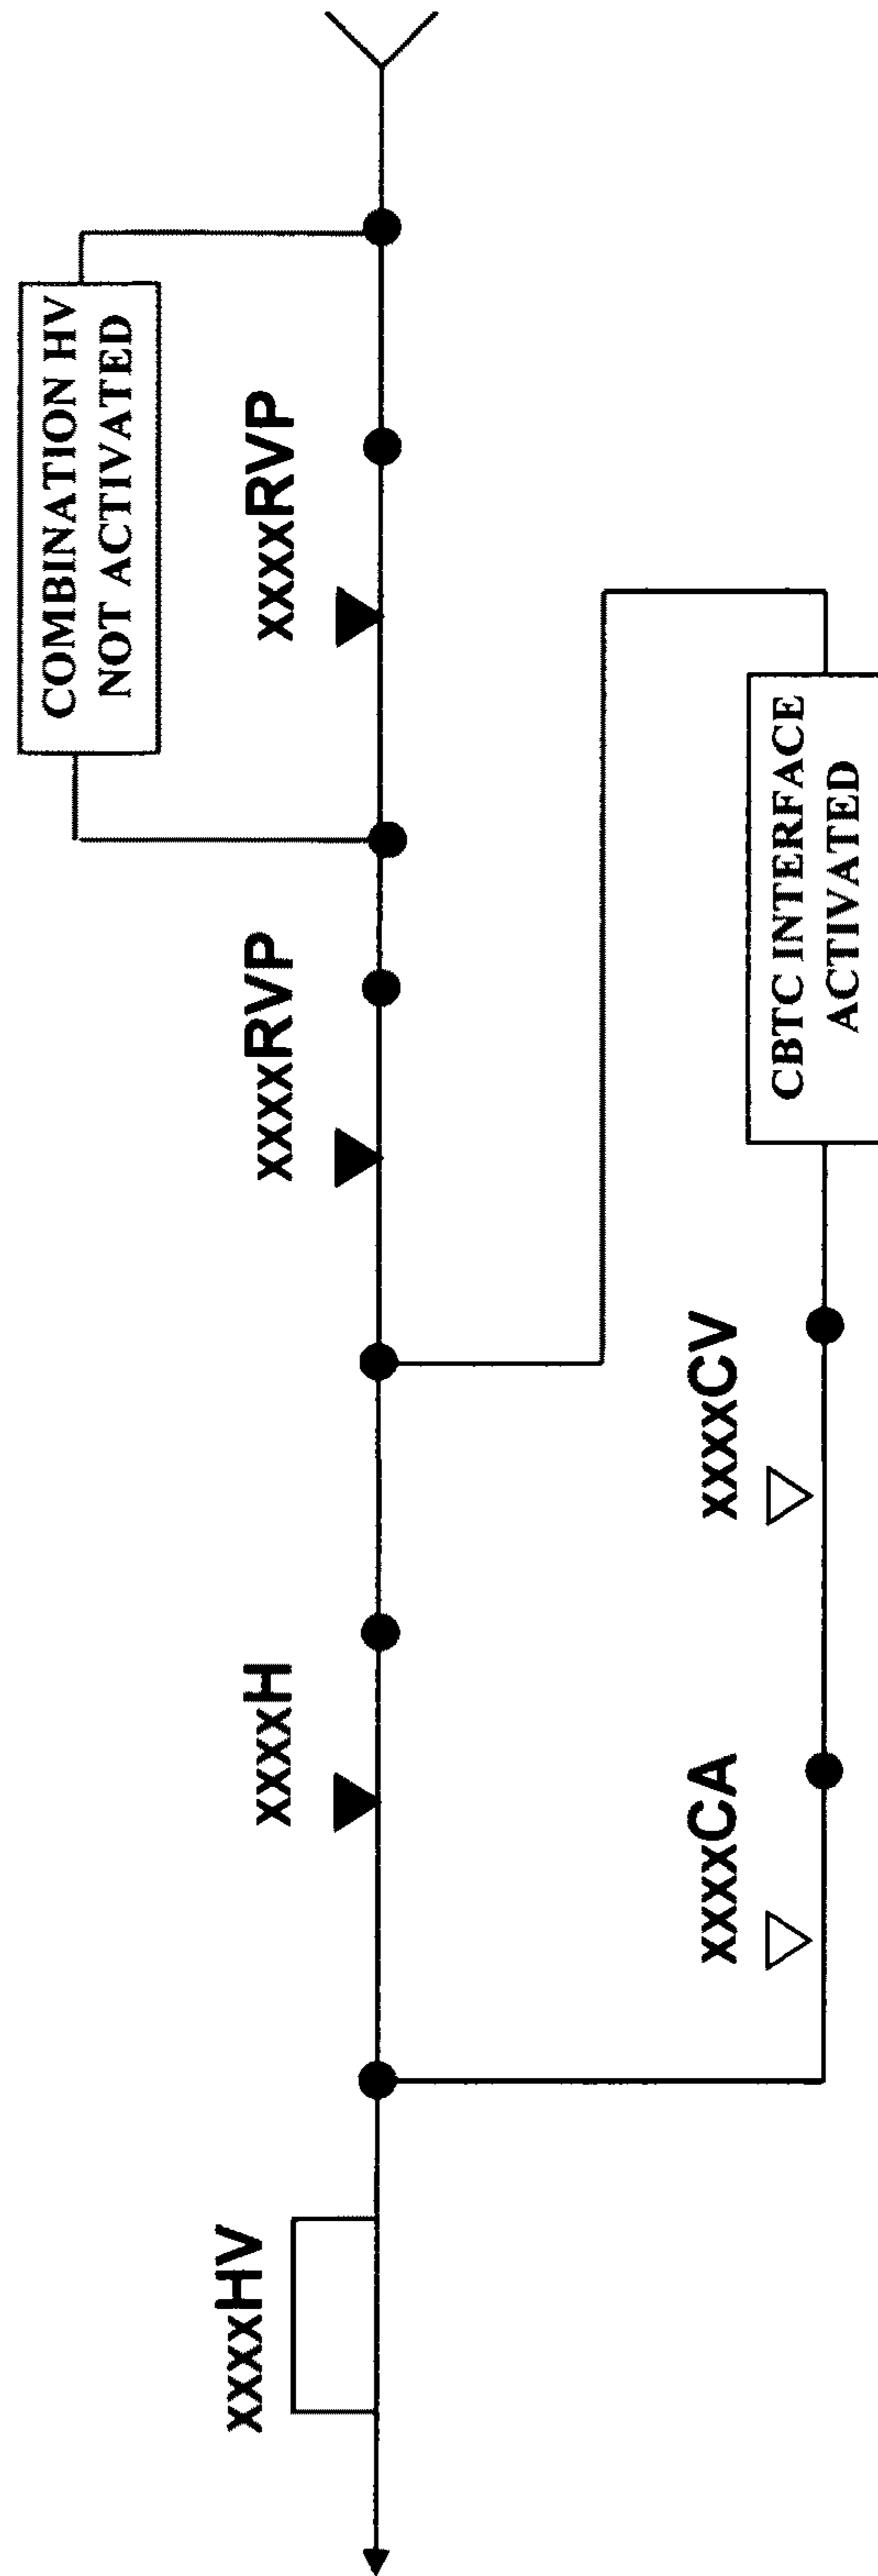 xxxxHV
xxxxH
xxxxRVP
xxxxRVP
COMBINATION HV
NOT ACTIVATED
xxxxCA
xxxxCV
CBTC INTERFACE
ACTIVATED